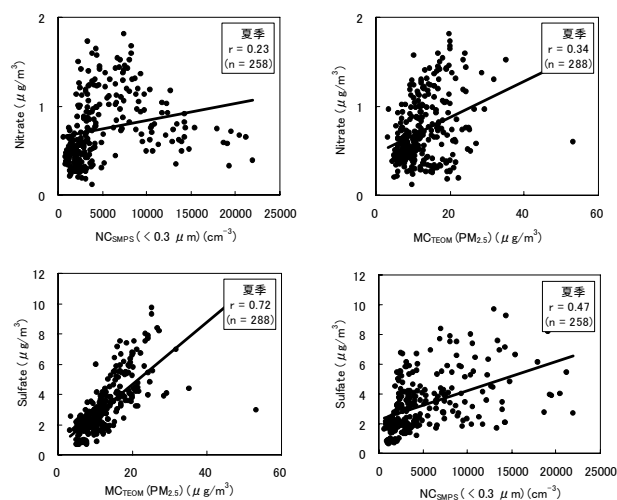 夏季
r = 0.23
(n = 258)
2
1
0
Nitrate (μg/m³)
0 5000 10000 15000 20000 25000
NC_SMPS (<0.3 μm) (cm⁻³)
夏季
r = 0.34
(n = 288)
2
1
0
Nitrate (μg/m³)
0 20 40 60
MC_TEOM (PM₂.₅) (μg/m³)
夏季
r = 0.72
(n = 288)
12
10
8
6
4
2
0
Sulfate (μg/m³)
0 20 40 60
MC_TEOM (PM₂.₅) (μg/m³)
夏季
r = 0.47
(n = 258)
12
10
8
6
4
2
0
Sulfate (μg/m³)
0 5000 10000 15000 20000 25000
NC_SMPS (<0.3 μm) (cm⁻³)